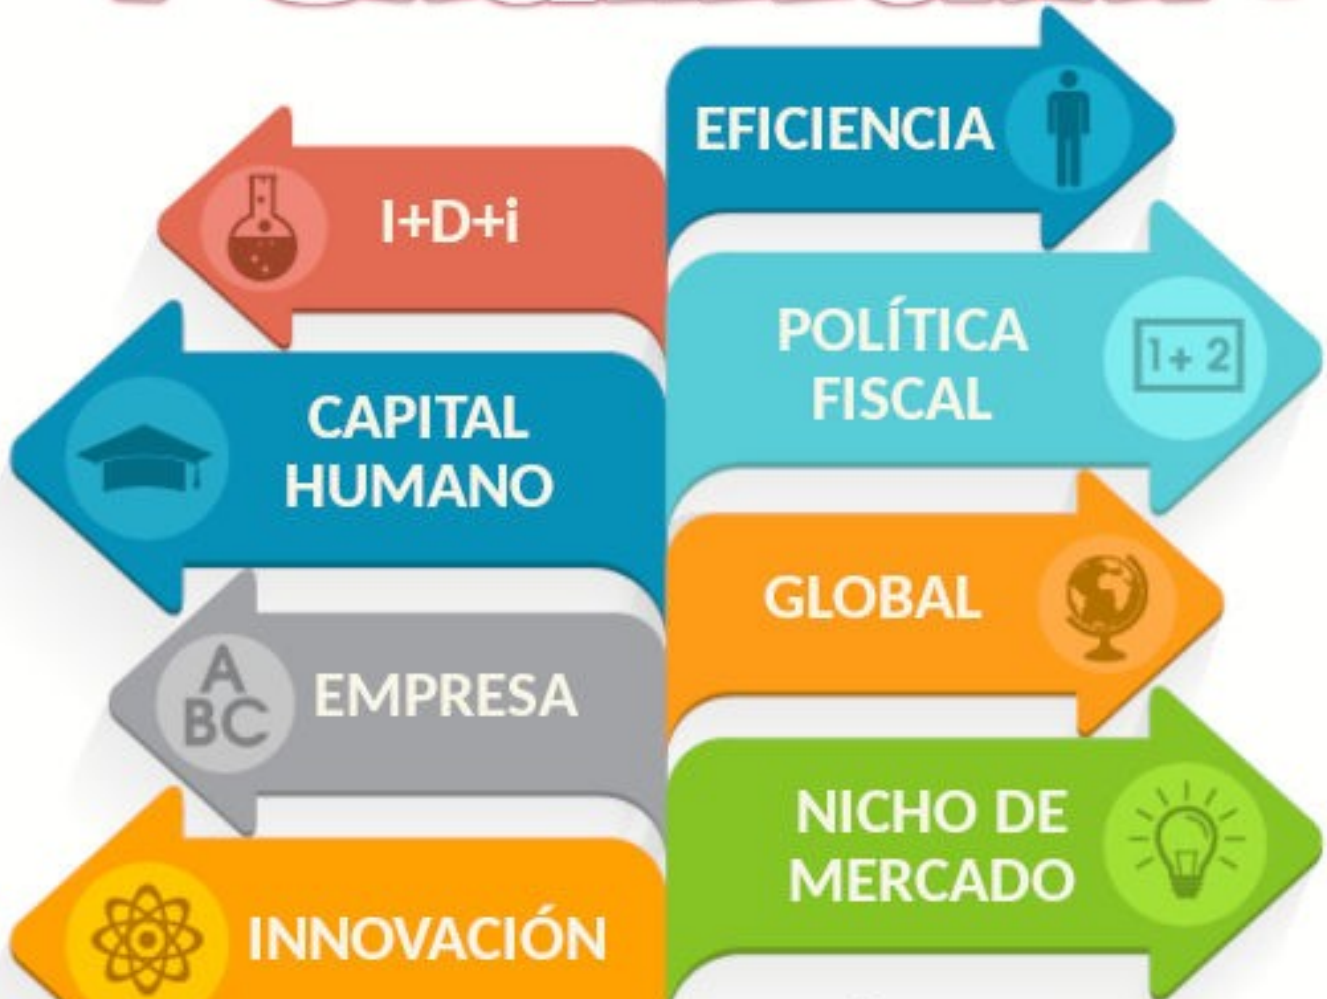 EFICIENCIA
I+D+i
POLÍTICA
FISCAL
1+ 2
CAPITAL
HUMANO
GLOBAL
EMPRESA
A
BC
NICHO DE
MERCADO
INNOVACIÓN